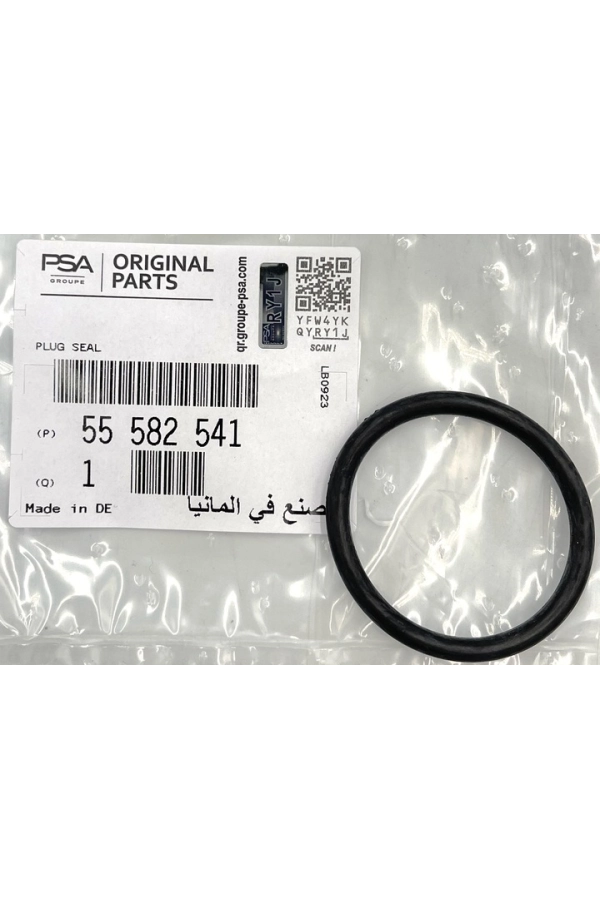 PSA
GROUPE
ORIGINAL
PARTS
qr.groupe-psa.com
RY1J
YFW4YK
QYRY1J
SCAN!
PLUG SEAL
LB0923
(P) 55 582 541
(Q) 1
Made in DE
صنع في المانيا